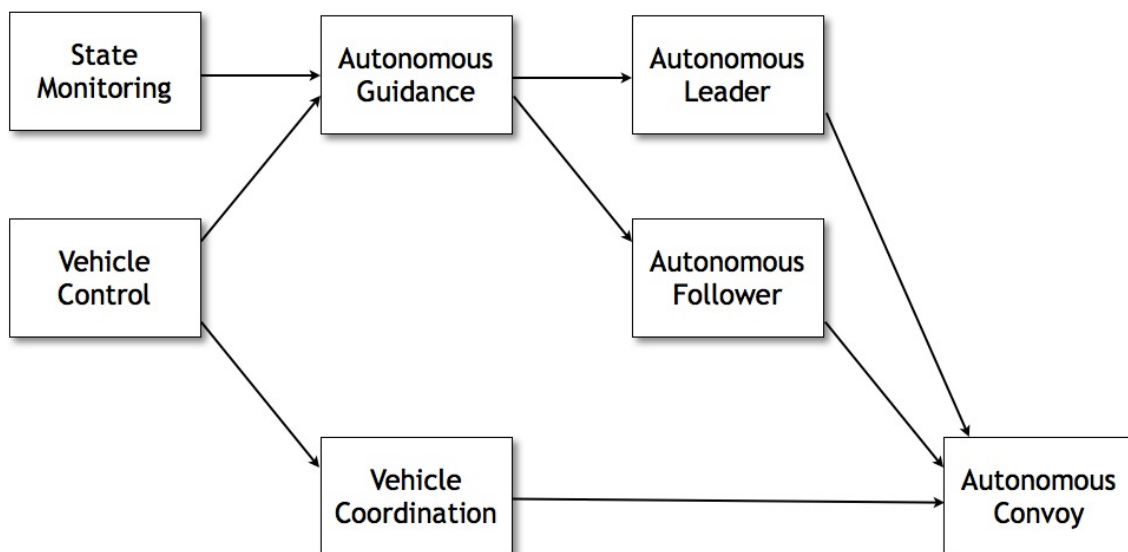 State
Monitoring
Autonomous
Guidance
Autonomous
Leader
Vehicle
Control
Autonomous
Follower
Vehicle
Coordination
Autonomous
Convoy